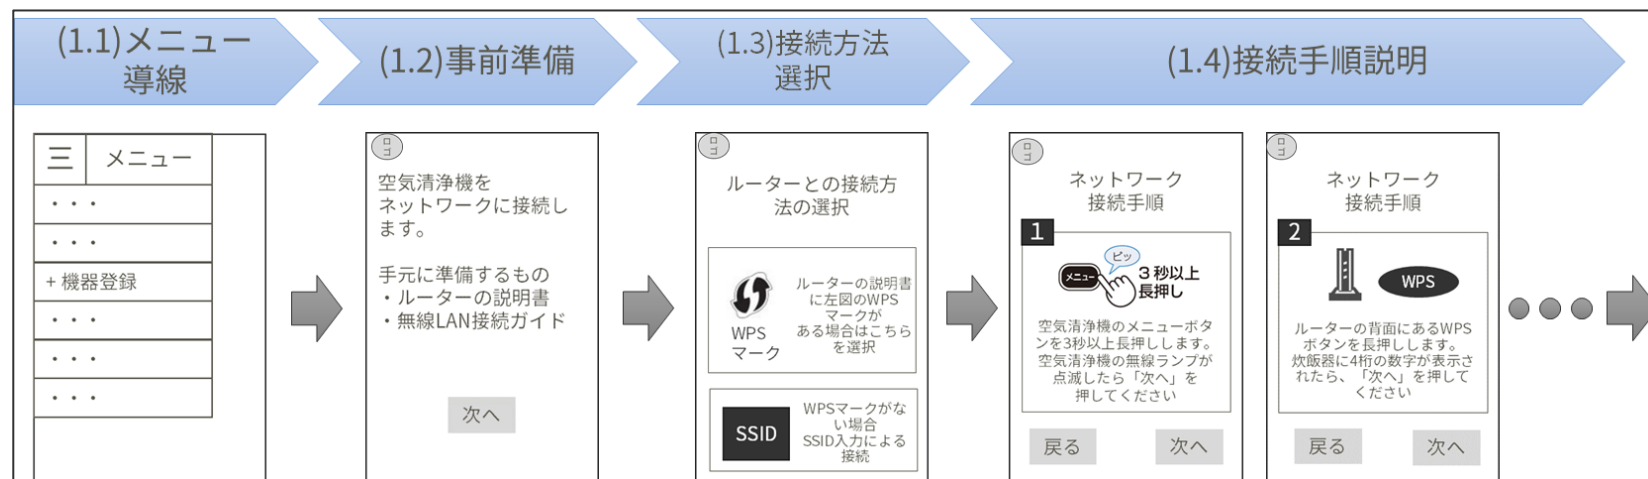 (1.1)メニュー
導線
(1.2)事前準備
(1.3)接続方法
選択
(1.4)接続手順説明
三 メニュー
・・・
・・・
+ 機器登録
・・・
・・・
・・・
ロゴ
空気清浄機を
ネットワークに接続し
ます。
手元に準備するもの
・ルーターの説明書
・無線LAN接続ガイド
次へ
ロゴ
ルーターとの接続方
法の選択
WPS
マーク
ルーターの説明書
に左図のWPS
マークが
ある場合はこちら
を選択
SSID
WPSマークがな
い場合
SSID入力による
接続
ロゴ
ネットワーク
接続手順
1
メニュー
ピッ
3秒以上
長押し
空気清浄機のメニューボタ
ンを3秒以上長押しします。
空気清浄機の無線ランプが
点滅したら「次へ」を
押してください
戻る
次へ
ロゴ
ネットワーク
接続手順
2
WPS
ルーターの背面にあるWPS
ボタンを長押しします。
炊飯器に4桁の数字が表示さ
れたら、「次へ」を押して
ください
戻る
次へ